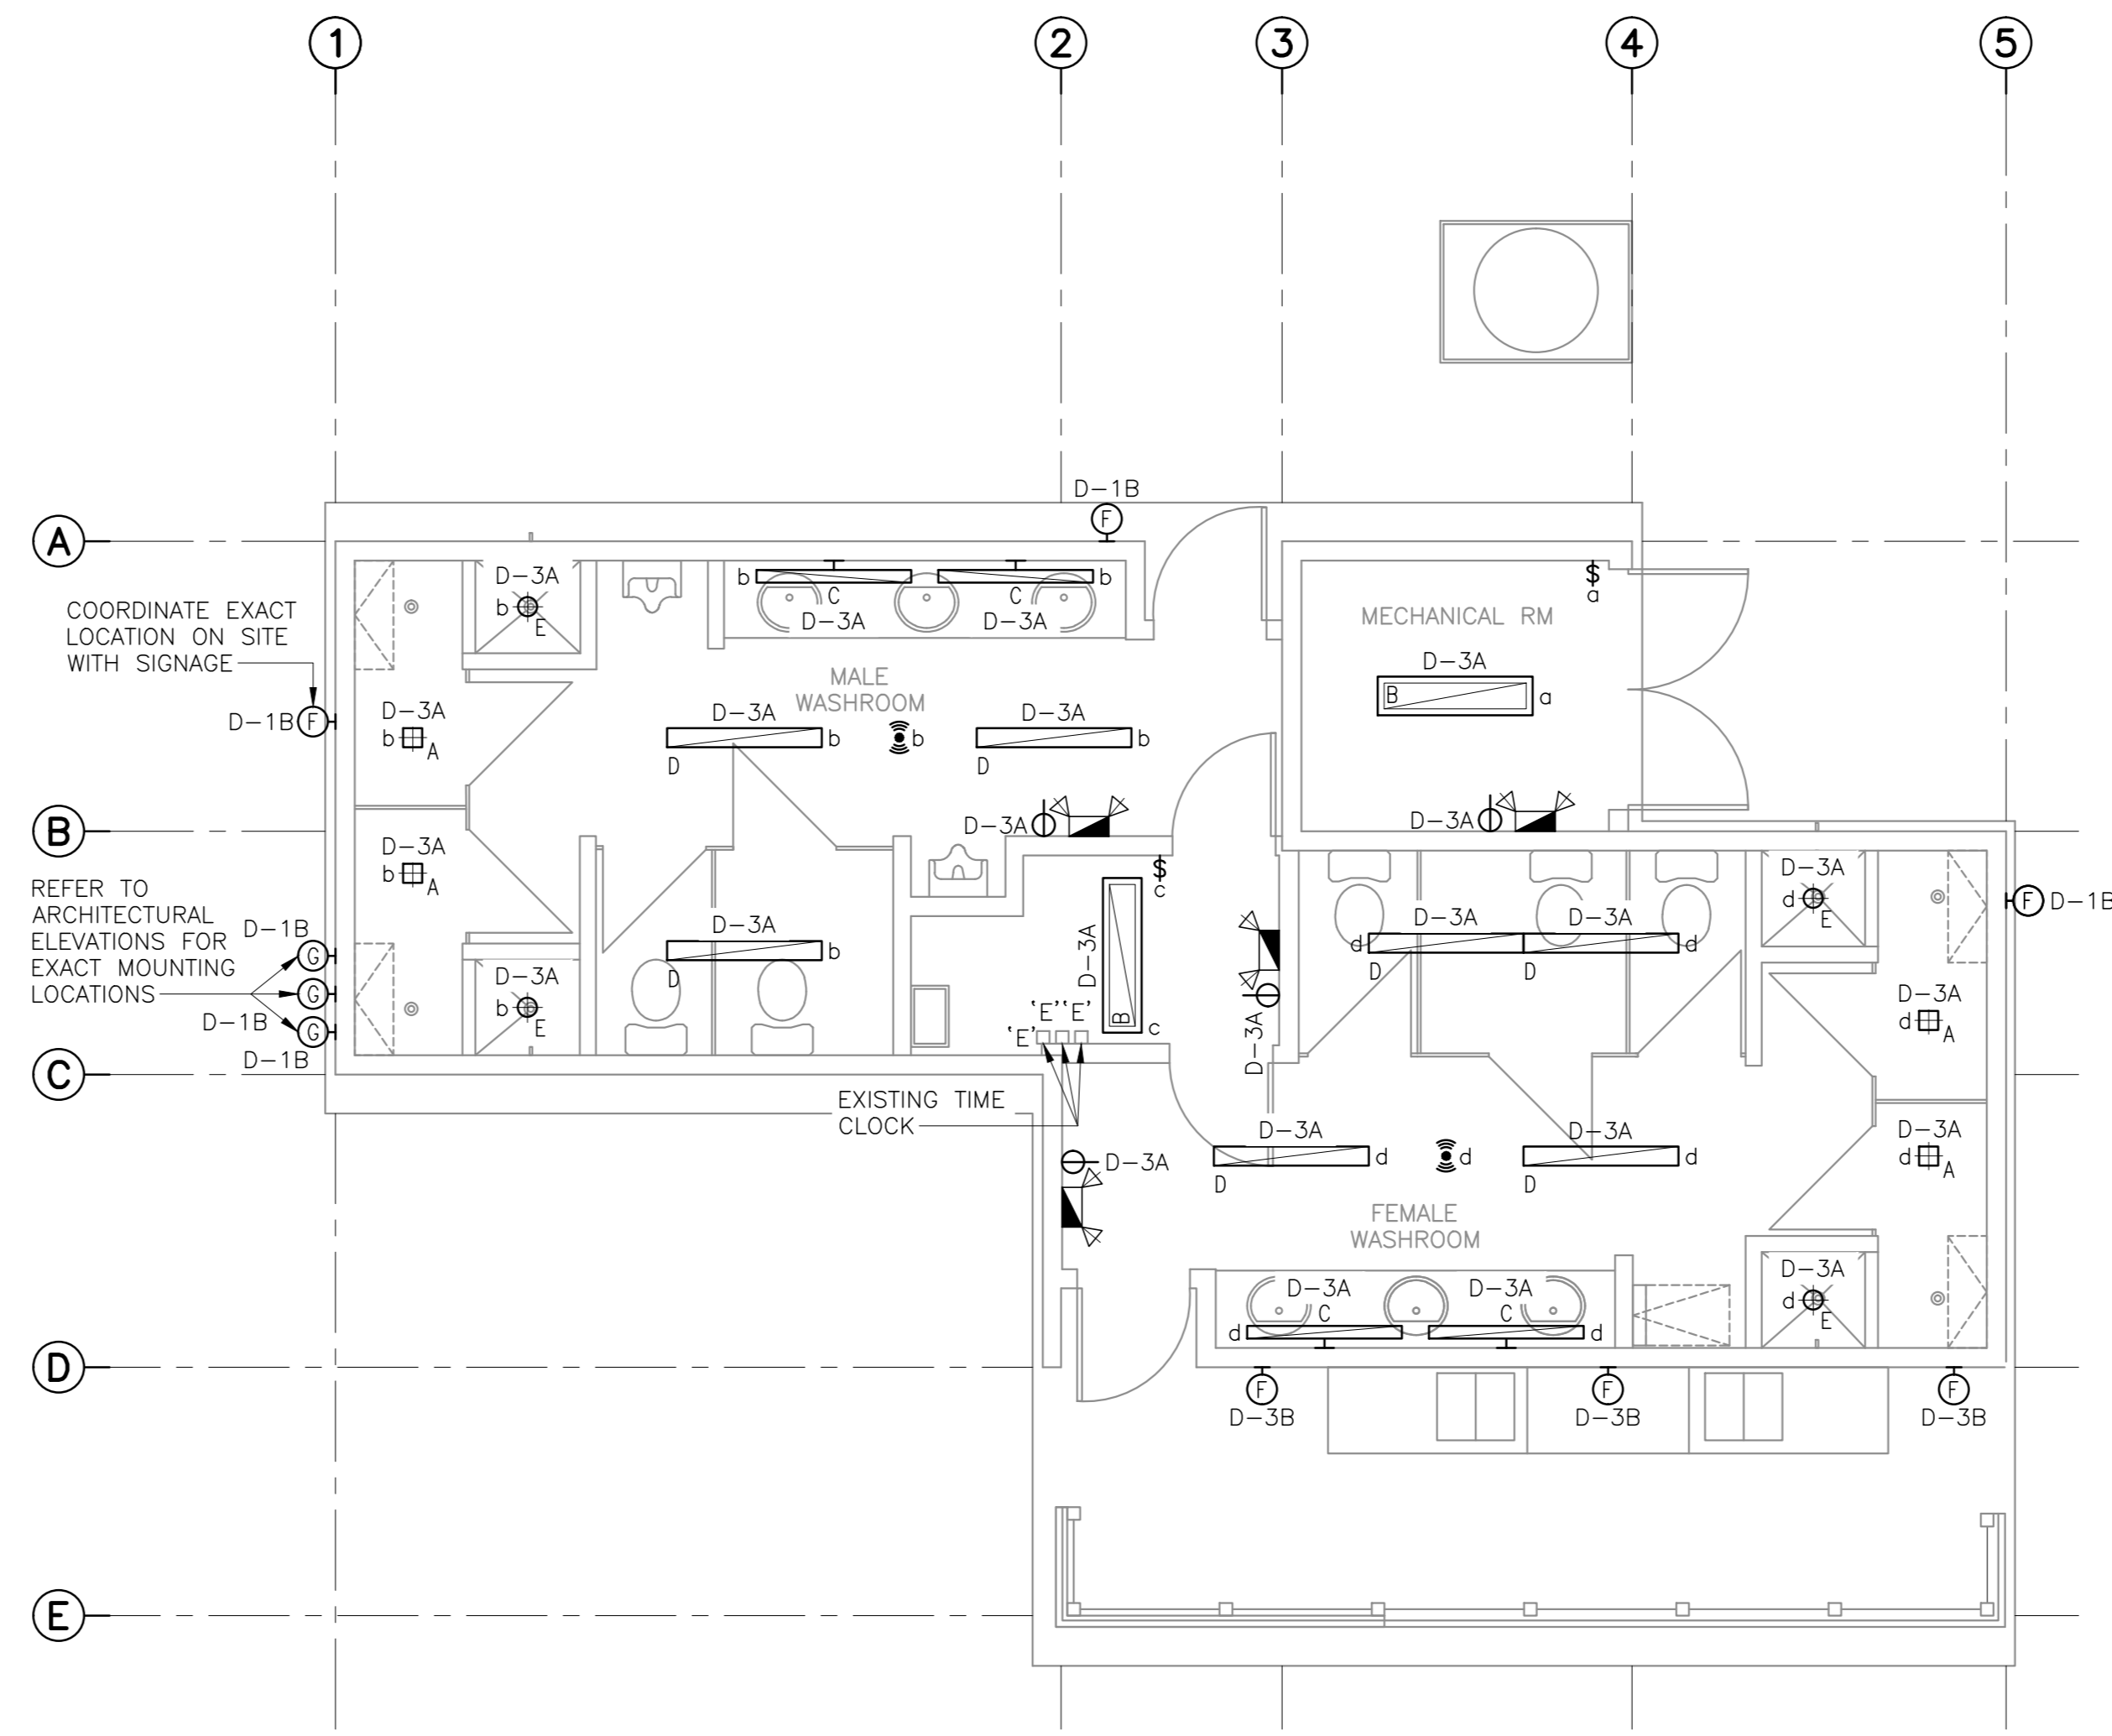 1 2 3 4 5
D-1B
F
A
D-3A
b
E
b
C
D-3A
b
C
D-3A
$
a
MECHANICAL RM
D-3A
B
a
COORDINATE EXACT
LOCATION ON SITE
WITH SIGNAGE
MALE
WASHROOM
D-1B F
D-3A
b
A
D-3A
b
D
b
D-3A
b
D
B
D-3A
D-3A
D-3A
b
A
$
c
D-3A
B
c
D-3A
d
E
F D-1B
REFER TO
ARCHITECTURAL
ELEVATIONS FOR
EXACT MOUNTING
LOCATIONS
D-1B
G
G
D-1B
G
D-1B
D-3A
b
D
D-3A
d
D
D-3A
d
D
D-3A
b
E
'E' 'E'
'E'
D-3A
D-3A
d
A
C
EXISTING TIME
CLOCK
D-3A
D-3A
d
D
d
D-3A
d
D
D-3A
d
A
FEMALE
WASHROOM
D-3A
C
d
D-3A
C
d
D-3A
d
E
D
F
D-3B
F
D-3B
F
D-3B
E